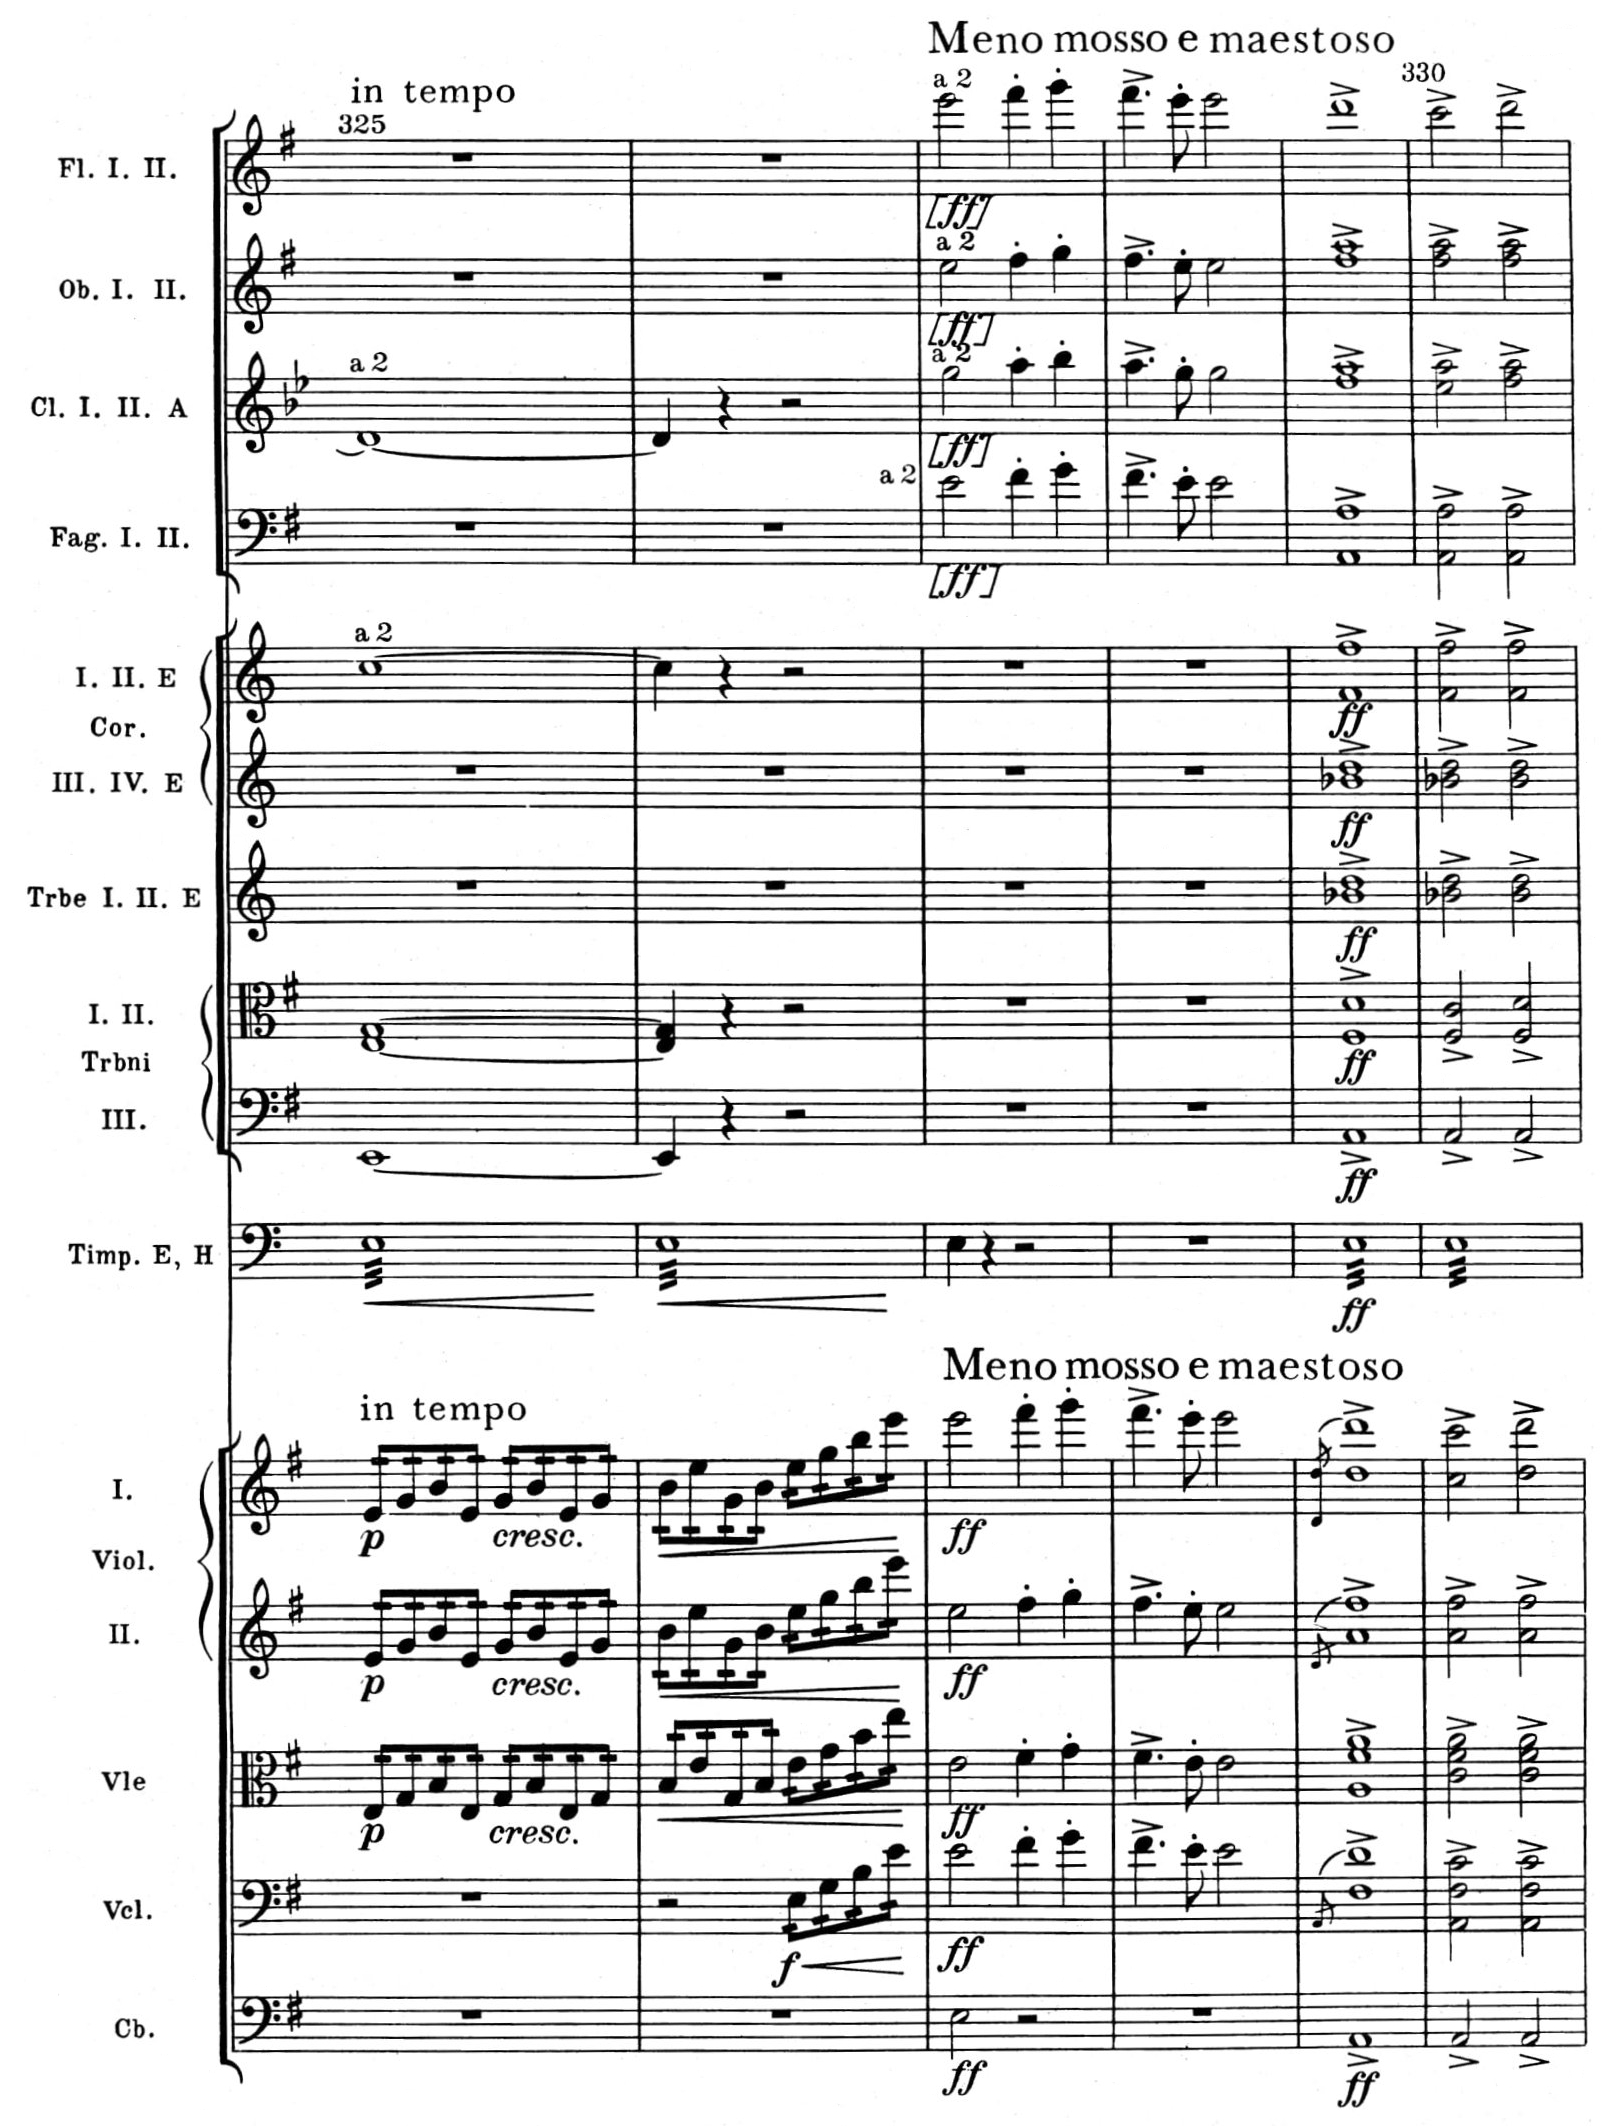 Meno mosso e maestoso
in tempo
325
a 2
330
Fl. I. II.
[ff]
a 2
Ob. I. II.
[ff]
a 2
a 2
Cl. I. II. A
[ff]
a 2
Fag. I. II.
[ff]
a 2
I. II. E
ff
Cor.
III. IV. E
ff
Trbe I. II. E
ff
I. II.
Trbni
ff
III.
ff
Timp. E, H
ff
Meno mosso e maestoso
in tempo
I.
p cresc. ff
Viol.
II.
p cresc. ff
Vle
p cresc. ff
Vcl.
f ff
Cb.
ff ff